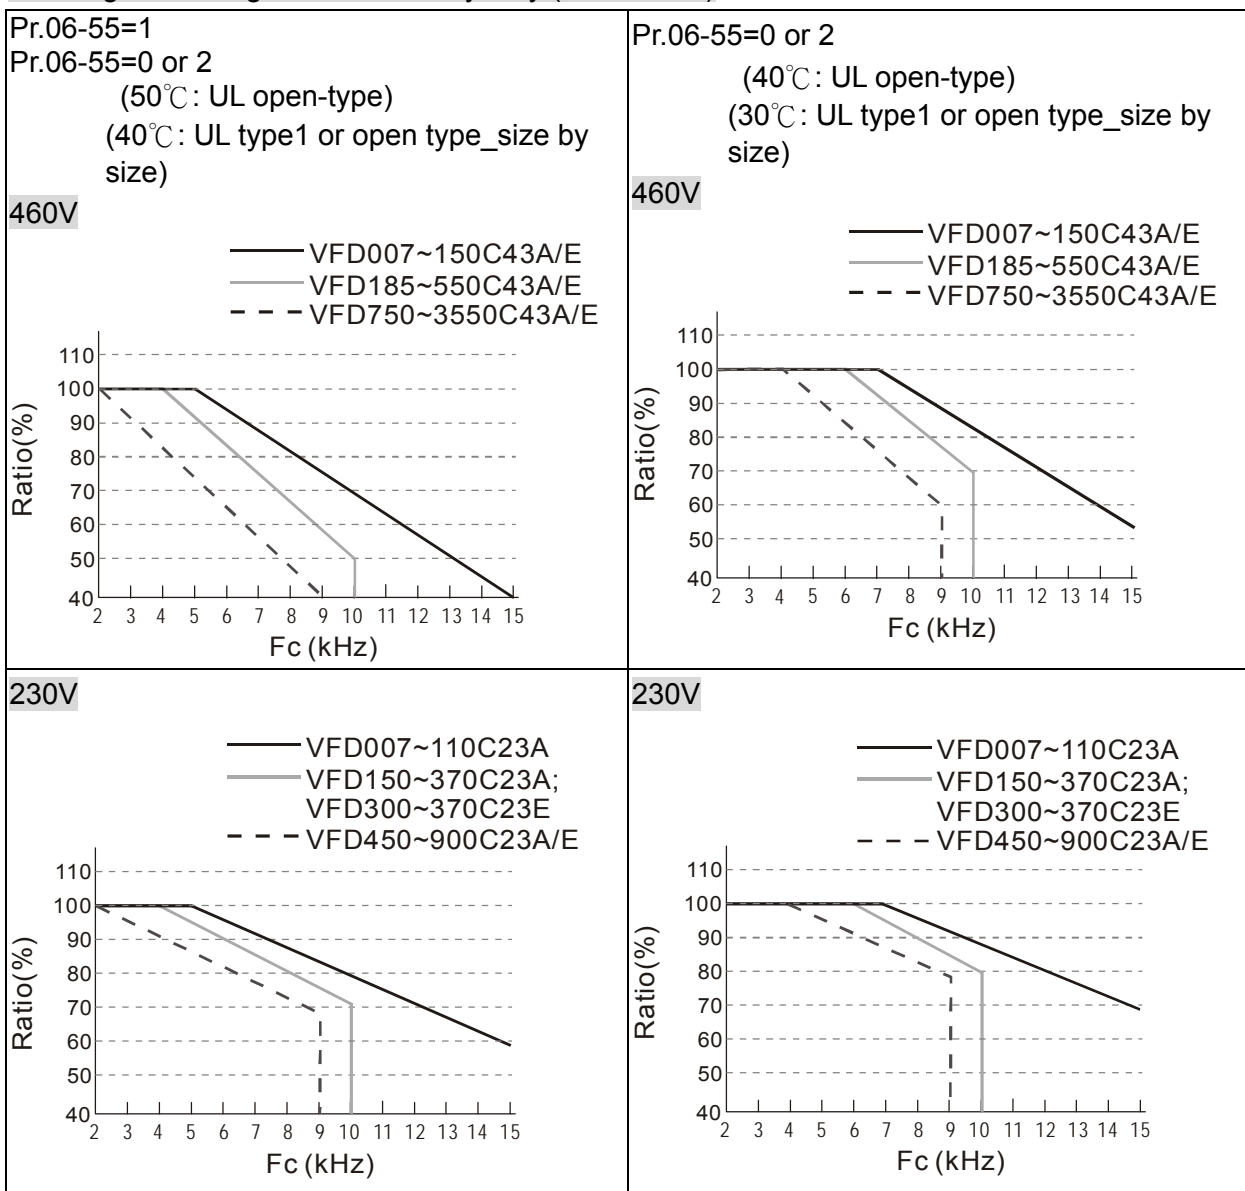 Pr.06-55=1
Pr.06-55=0 or 2
(50℃: UL open-type)
(40℃: UL type1 or open type_size by
size)
460V
VFD007~150C43A/E
VFD185~550C43A/E
VFD750~3550C43A/E
Ratio(%)
110
100
90
80
70
60
50
40
2 3 4 5 6 7 8 9 10 11 12 13 14 15
Fc (kHz)
Pr.06-55=0 or 2
(40℃: UL open-type)
(30℃: UL type1 or open type_size by
size)
460V
VFD007~150C43A/E
VFD185~550C43A/E
VFD750~3550C43A/E
Ratio(%)
110
100
90
80
70
60
50
40
2 3 4 5 6 7 8 9 10 11 12 13 14 15
Fc (kHz)
230V
VFD007~110C23A
VFD150~370C23A;
VFD300~370C23E
VFD450~900C23A/E
Ratio(%)
110
100
90
80
70
60
50
40
2 3 4 5 6 7 8 9 10 11 12 13 14 15
Fc (kHz)
230V
VFD007~110C23A
VFD150~370C23A;
VFD300~370C23E
VFD450~900C23A/E
Ratio(%)
110
100
90
80
70
60
50
40
2 3 4 5 6 7 8 9 10 11 12 13 14 15
Fc (kHz)